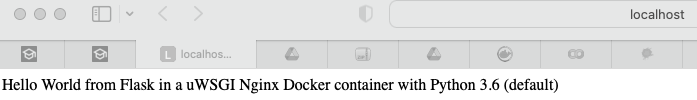 localhost
L localhos...
Hello World from Flask in a uWSGI Nginx Docker container with Python 3.6 (default)